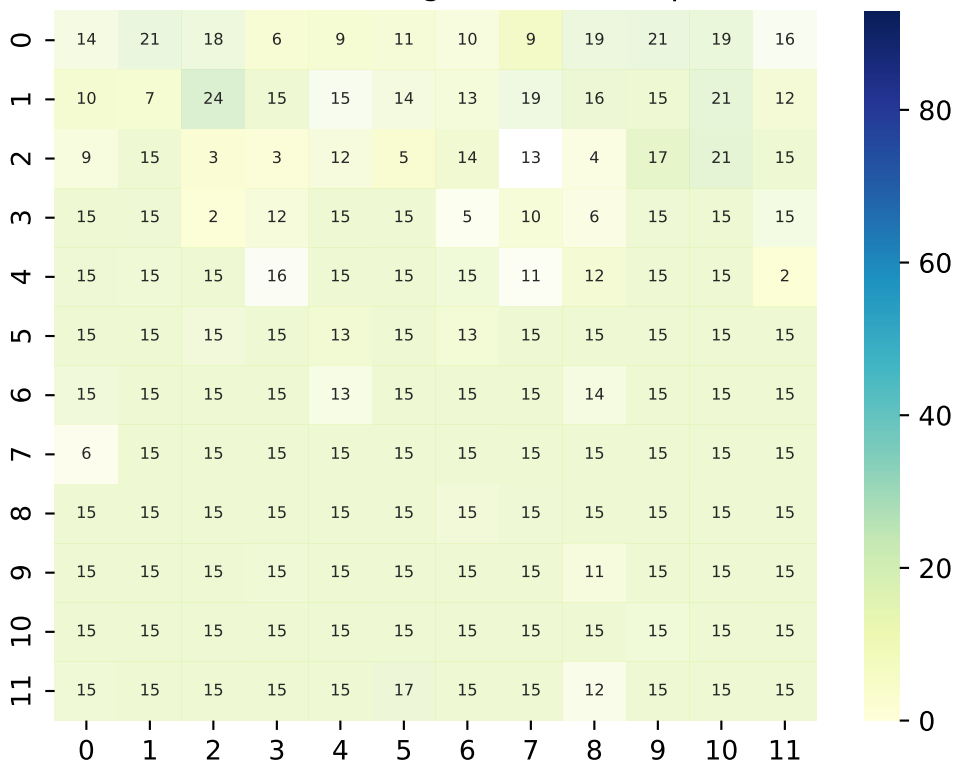 0 14 21 18 6 9 11 10 9 19 21 19 16
1 10 7 24 15 15 14 13 19 16 15 21 12
2 9 15 3 3 12 5 14 13 4 17 21 15
3 15 15 2 12 15 15 5 10 6 15 15 15
4 15 15 15 16 15 15 15 11 12 15 15 2
5 15 15 15 15 13 15 13 15 15 15 15 15
6 15 15 15 15 13 15 15 15 14 15 15 15
7 6 15 15 15 15 15 15 15 15 15 15 15
8 15 15 15 15 15 15 15 15 15 15 15 15
9 15 15 15 15 15 15 15 15 11 15 15 15
10 15 15 15 15 15 15 15 15 15 15 15 15
11 15 15 15 15 15 17 15 15 12 15 15 15
0 1 2 3 4 5 6 7 8 9 10 11
80
60
40
20
0